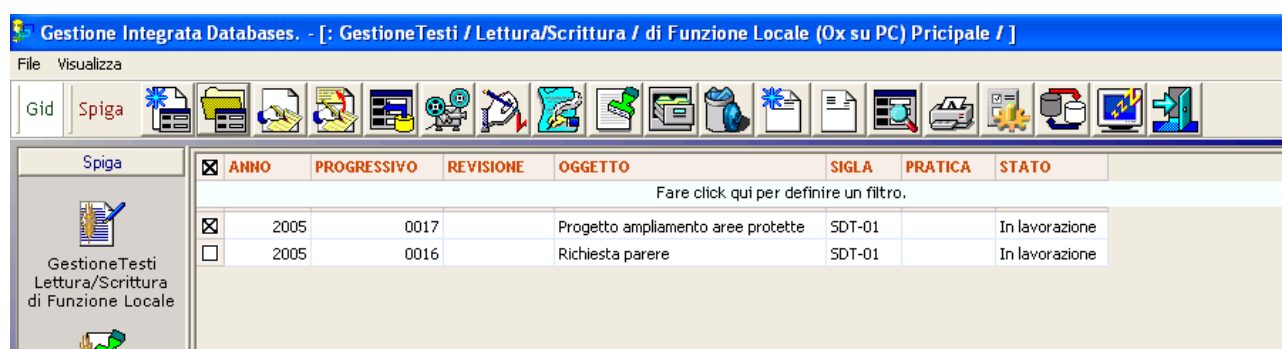 Gestione Integrata Databases. - [: GestioneTesti / Lettura/Scrittura / di Funzione Locale (Ox su PC) Pricipale / ]
File Visualizza
Gid Spiga
Spiga
ANNO PROGRESSIVO REVISIONE OGGETTO SIGLA PRATICA STATO
Fare click qui per definire un filtro.
2005 0017 Progetto ampliamento aree protette SDT-01 In lavorazione
2005 0016 Richiesta parere SDT-01 In lavorazione
GestioneTesti
Lettura/Scrittura
di Funzione Locale